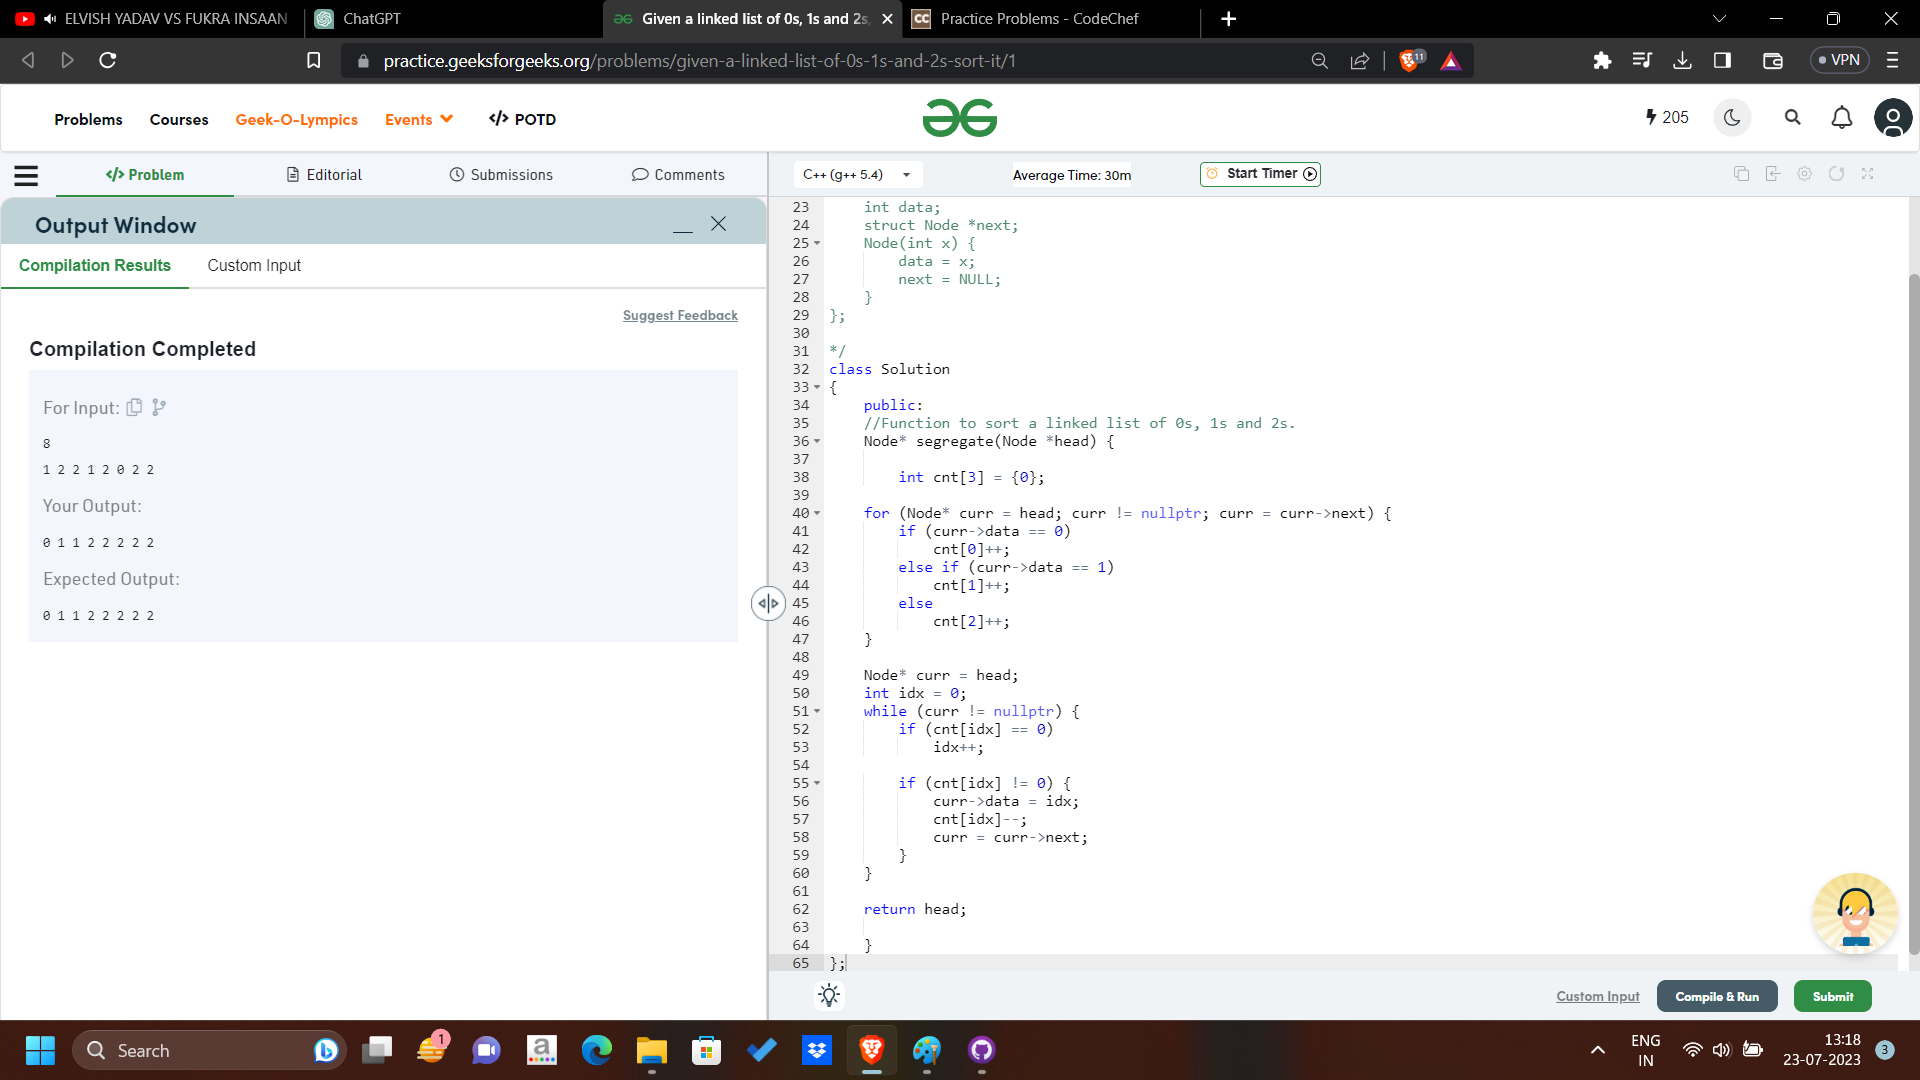 ELVISH YADAV VS FUKRA INSAAN
ChatGPT
Given a linked list of 0s, 1s and 2s,
CC Practice Problems - CodeChef
practice.geeksforgeeks.org/problems/given-a-linked-list-of-0s-1s-and-2s-sort-it/1
11
VPN
Problems
Courses
Geek-O-Lympics
Events
</> POTD
205
</> Problem
Editorial
Submissions
Comments
C++ (g++ 5.4)
Average Time: 30m
Start Timer
Output Window
Compilation Results
Custom Input
Suggest Feedback
Compilation Completed
For Input:
8
1 2 2 1 2 0 2 2
Your Output:
0 1 1 2 2 2 2 2
Expected Output:
0 1 1 2 2 2 2 2
23 int data;
24 struct Node *next;
25 Node(int x) {
26 data = x;
27 next = NULL;
28 }
29 };
30
31 */
32 class Solution
33 {
34 public:
35 //Function to sort a linked list of 0s, 1s and 2s.
36 Node* segregate(Node *head) {
37
38 int cnt[3] = {0};
39
40 for (Node* curr = head; curr != nullptr; curr = curr->next) {
41 if (curr->data == 0)
42 cnt[0]++;
43 else if (curr->data == 1)
44 cnt[1]++;
45 else
46 cnt[2]++;
47 }
48
49 Node* curr = head;
50 int idx = 0;
51 while (curr != nullptr) {
52 if (cnt[idx] == 0)
53 idx++;
54
55 if (cnt[idx] != 0) {
56 curr->data = idx;
57 cnt[idx]--;
58 curr = curr->next;
59 }
60 }
61
62 return head;
63
64 }
65 };
Custom Input
Compile & Run
Submit
Search
1
a
ENG
IN
13:18
23-07-2023
3